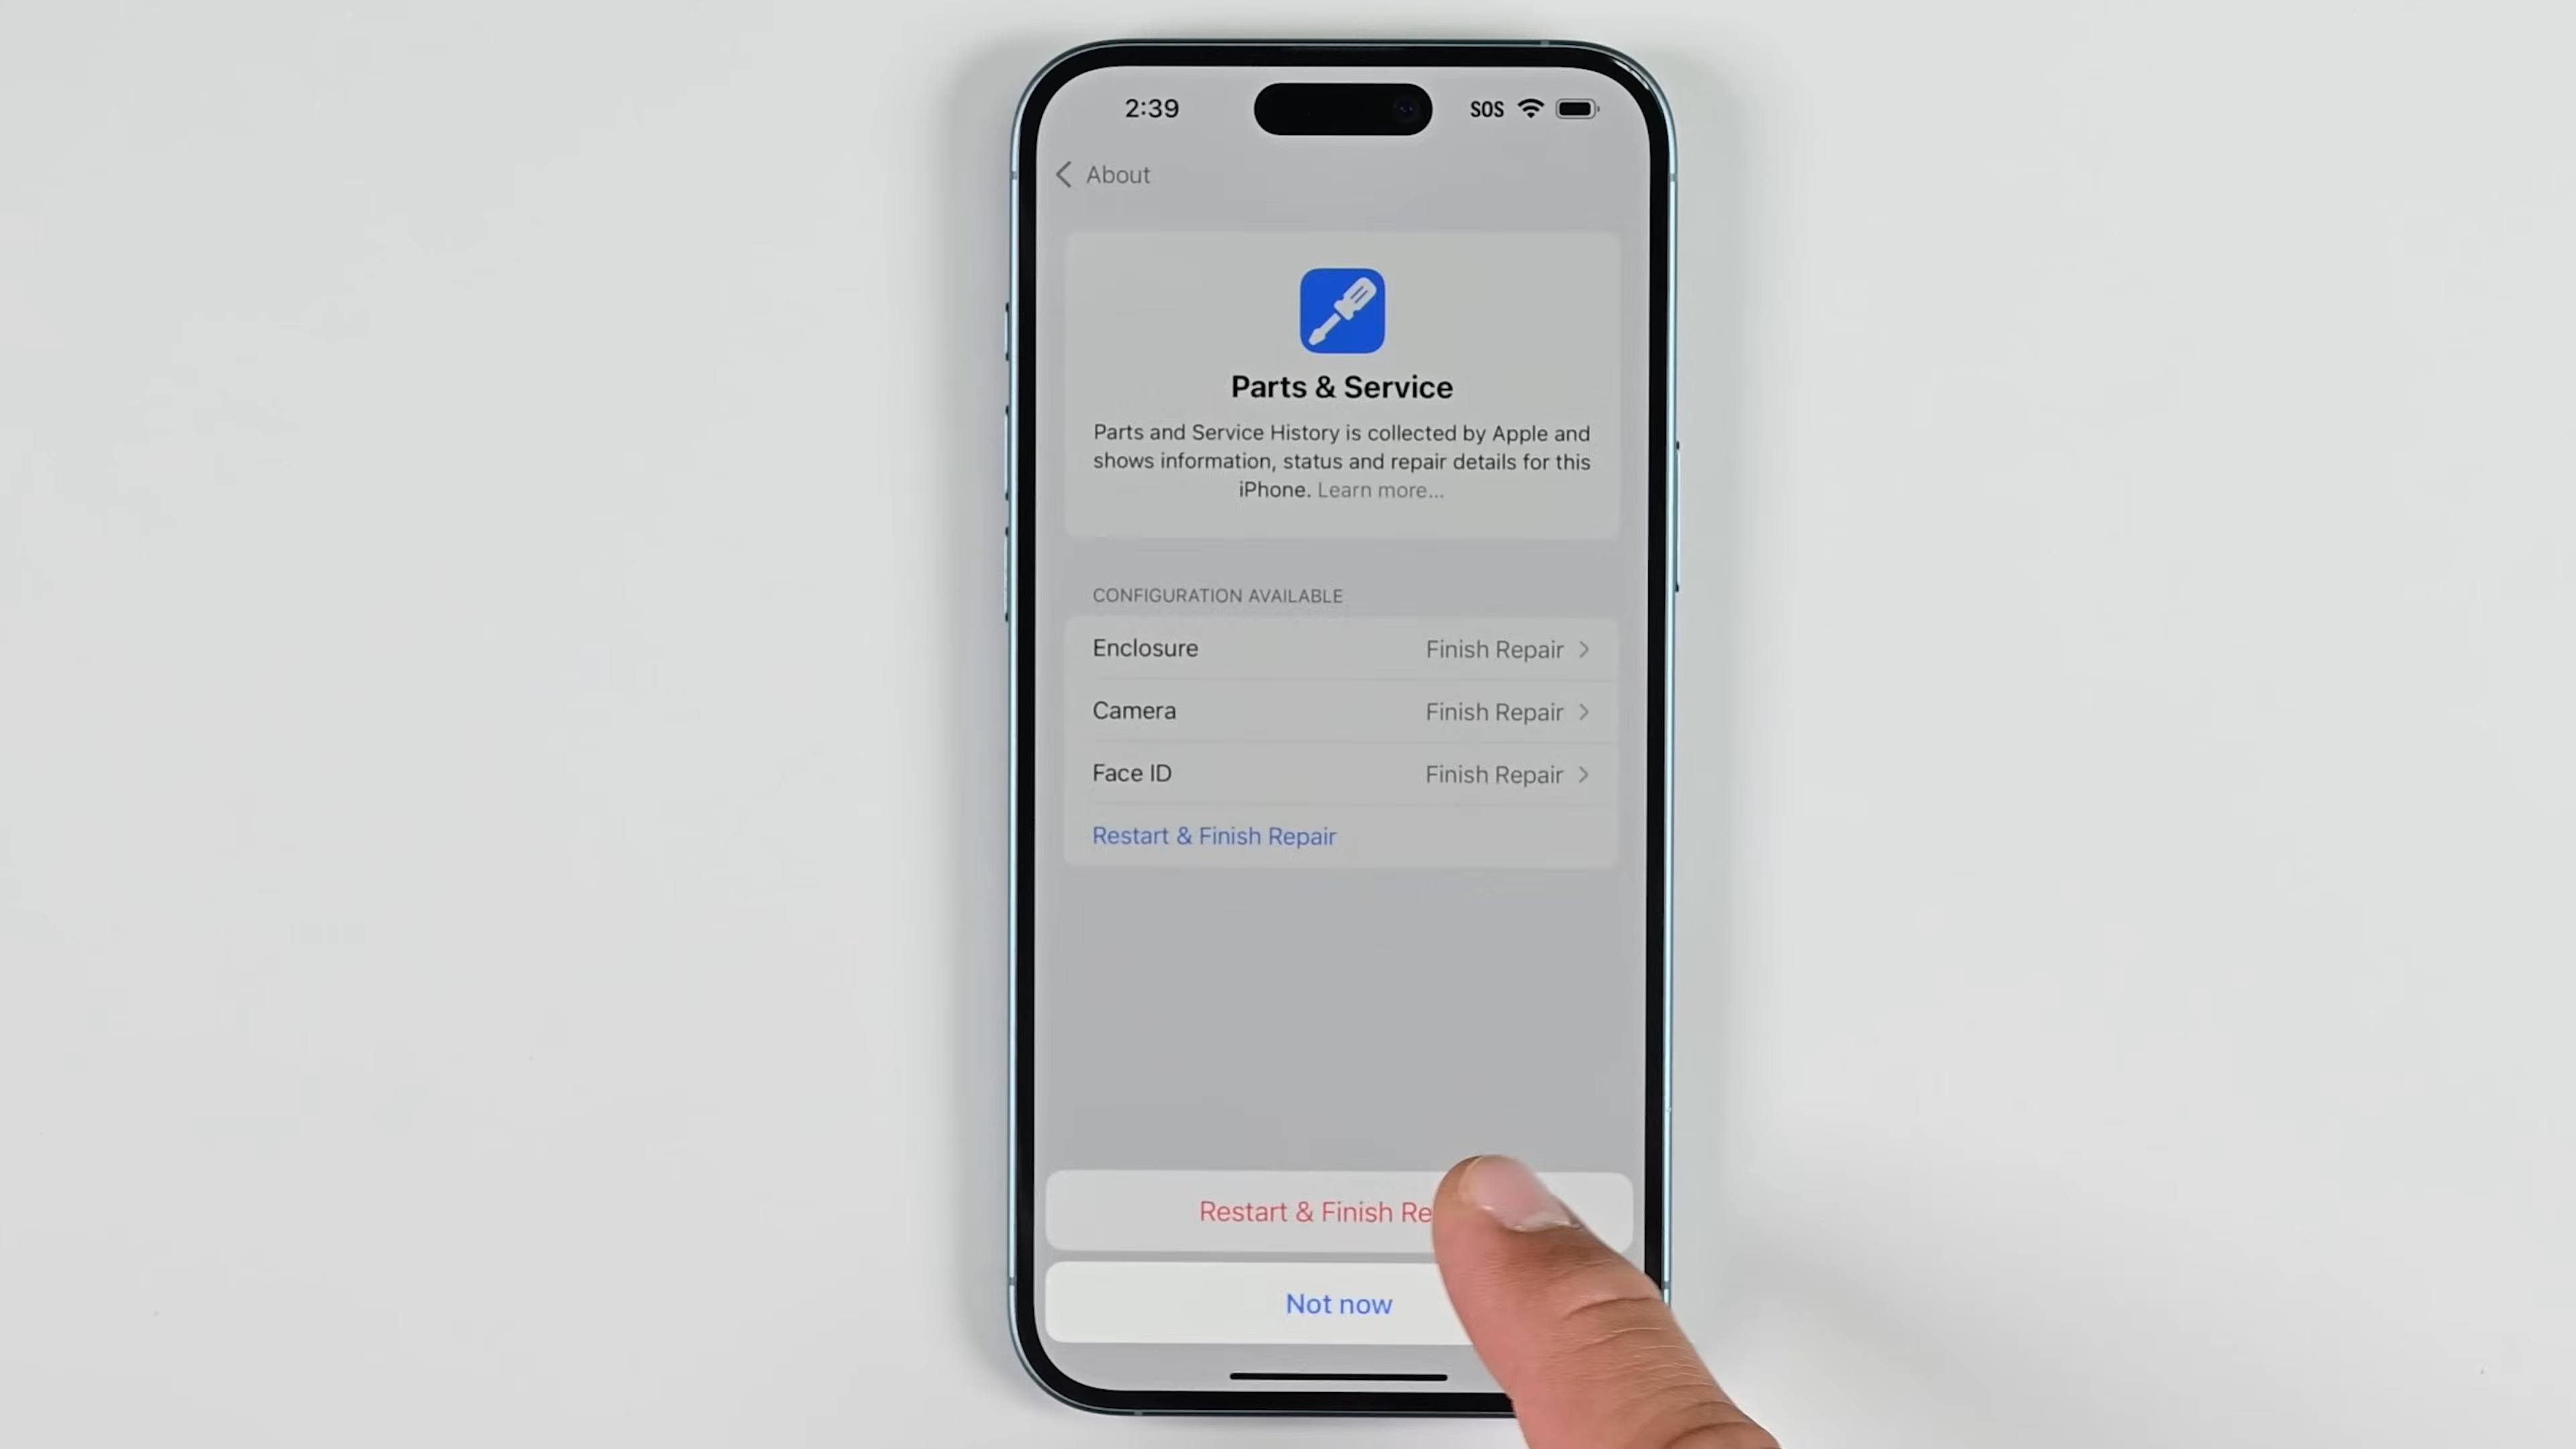 2:39
SOS
About
Parts & Service
Parts and Service History is collected by Apple and
shows information, status and repair details for this
iPhone. Learn more...
CONFIGURATION AVAILABLE
Enclosure Finish Repair
Camera Finish Repair
Face ID Finish Repair
Restart & Finish Repair
Restart & Finish Re
Not now